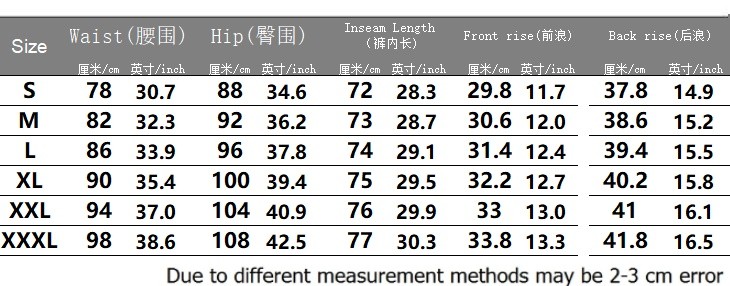 Size Waist(腰围) Hip(臀围) Inseam Length (裤内长) Front rise(前浪) Back rise(后浪)
厘米/cm 英寸/inch 厘米/cm 英寸/inch 厘米/cm 英寸/inch 厘米/cm 英寸/inch 厘米/cm 英寸/inch
S 78 30.7 88 34.6 72 28.3 29.8 11.7 37.8 14.9
M 82 32.3 92 36.2 73 28.7 30.6 12.0 38.6 15.2
L 86 33.9 96 37.8 74 29.1 31.4 12.4 39.4 15.5
XL 90 35.4 100 39.4 75 29.5 32.2 12.7 40.2 15.8
XXL 94 37.0 104 40.9 76 29.9 33 13.0 41 16.1
XXXL 98 38.6 108 42.5 77 30.3 33.8 13.3 41.8 16.5
Due to different measurement methods may be 2-3 cm error